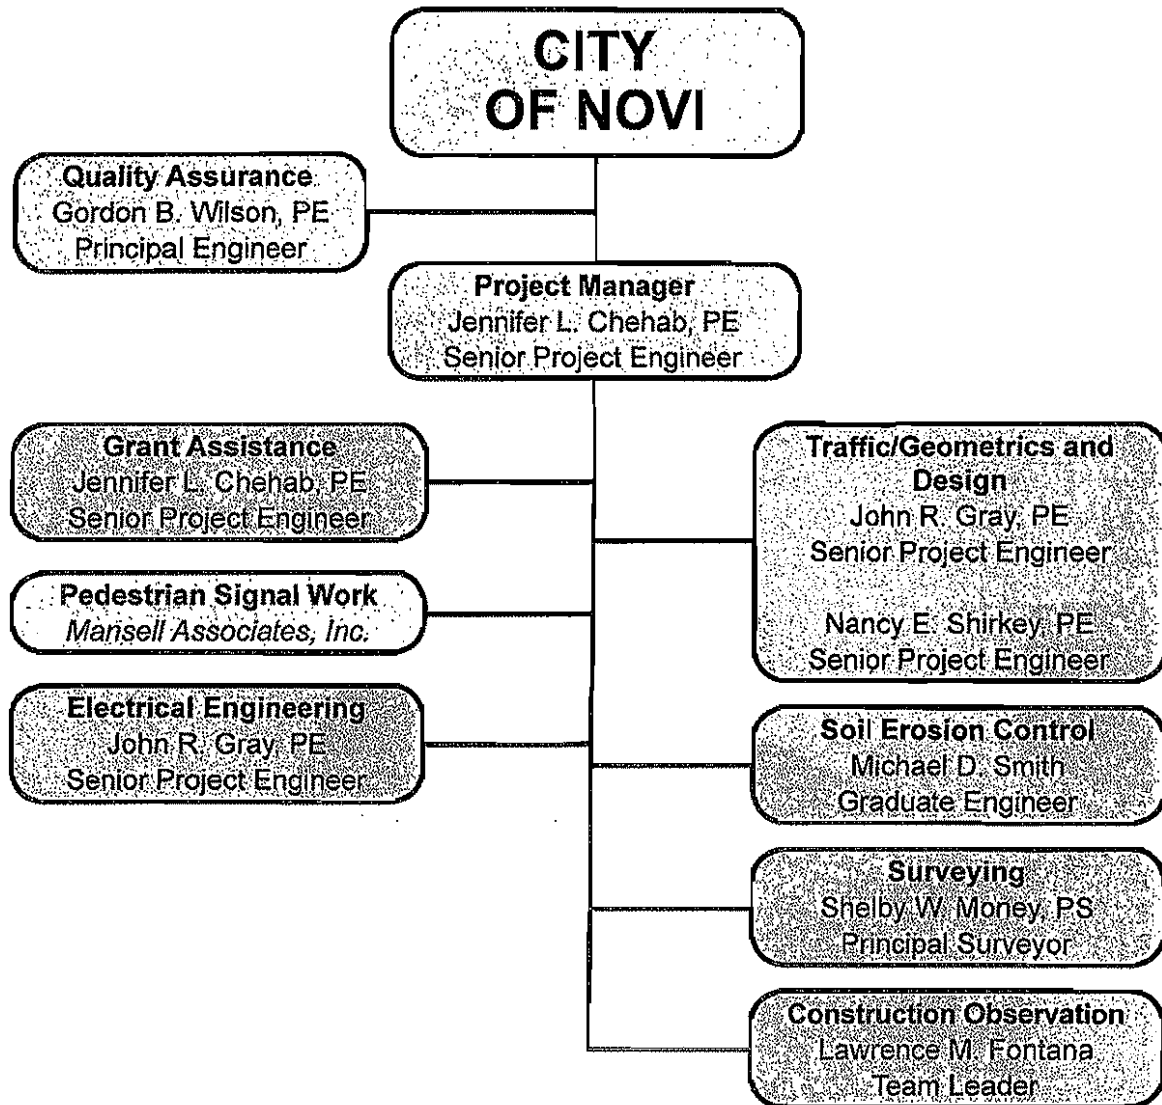 CITY
OF NOVI
Quality Assurance
Gordon B. Wilson, PE
Principal Engineer
Project Manager
Jennifer L. Chehab, PE
Senior Project Engineer
Grant Assistance
Jennifer L. Chehab, PE
Senior Project Engineer
Pedestrian Signal Work
Mansell Associates, Inc.
Electrical Engineering
John R. Gray, PE
Senior Project Engineer
Traffic/Geometrics and
Design
John R. Gray, PE
Senior Project Engineer
Nancy E. Shirkey, PE
Senior Project Engineer
Soil Erosion Control
Michael D. Smith
Graduate Engineer
Surveying
Shelby W. Money, PS
Principal Surveyor
Construction Observation
Lawrence M. Fontana
Team Leader